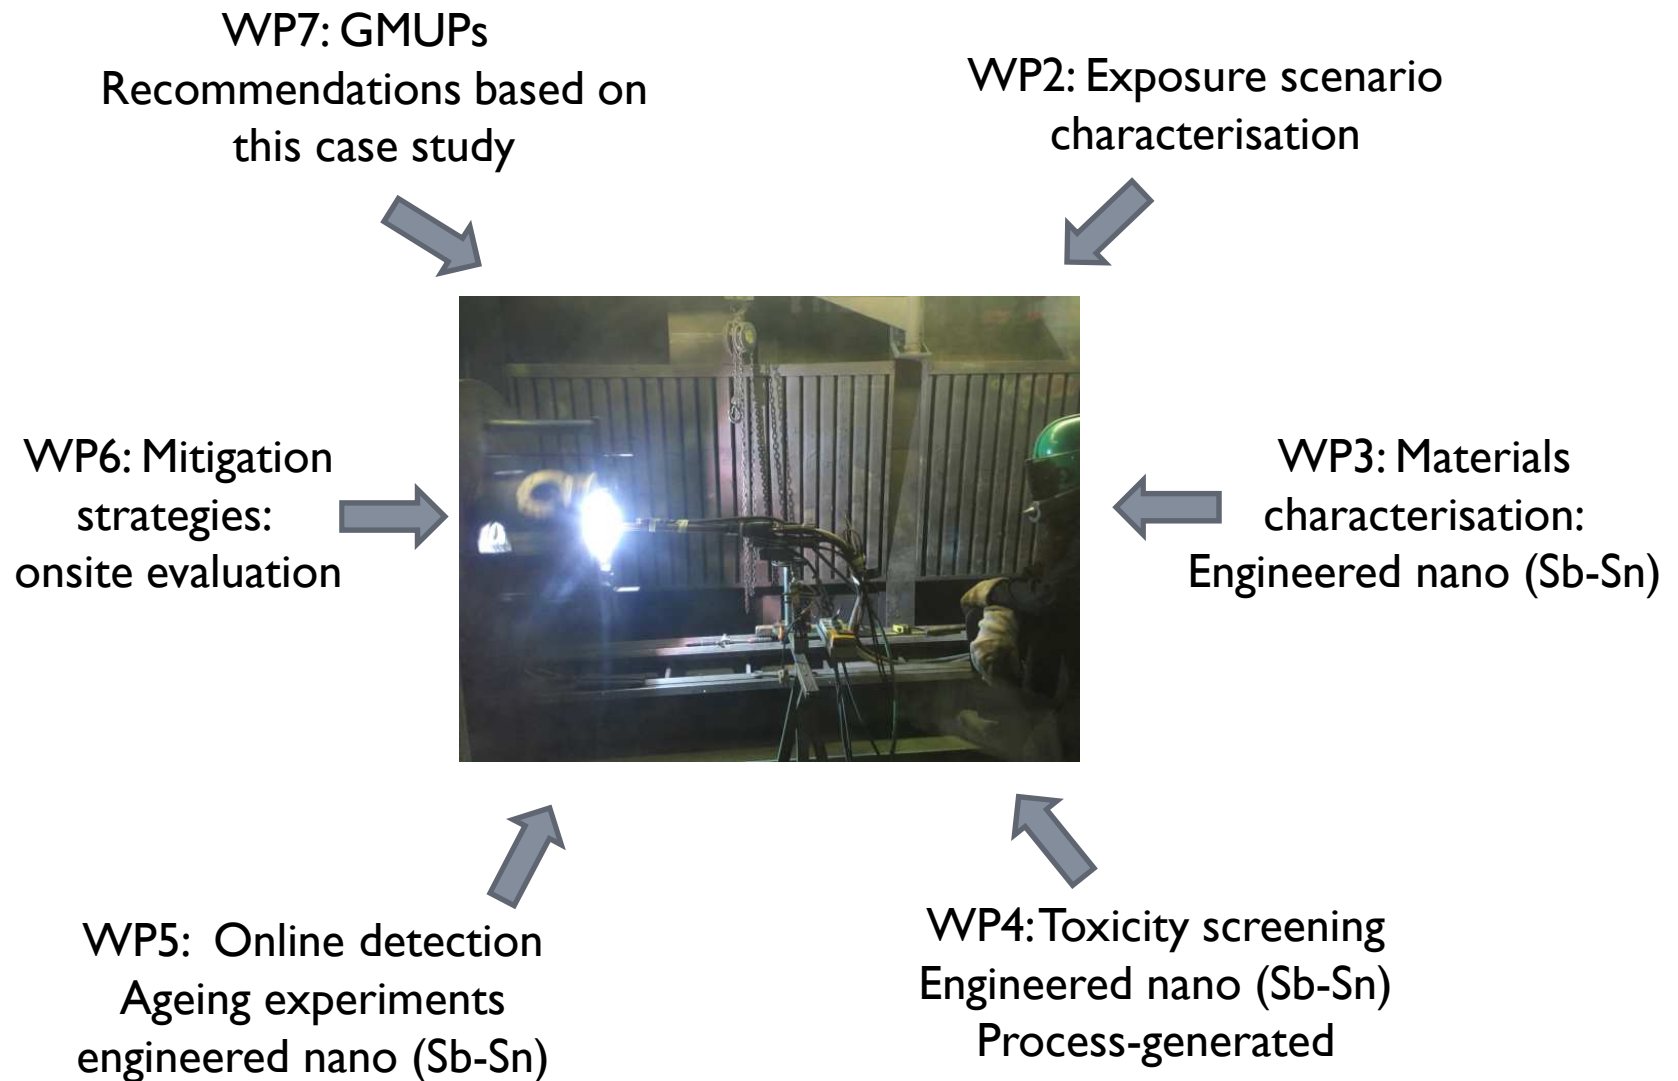 WP7: GMUPs
Recommendations based on
this case study
WP2: Exposure scenario
characterisation
WP6: Mitigation
strategies:
onsite evaluation
WP3: Materials
characterisation:
Engineered nano (Sb-Sn)
WP5: Online detection
Ageing experiments
engineered nano (Sb-Sn)
WP4: Toxicity screening
Engineered nano (Sb-Sn)
Process-generated